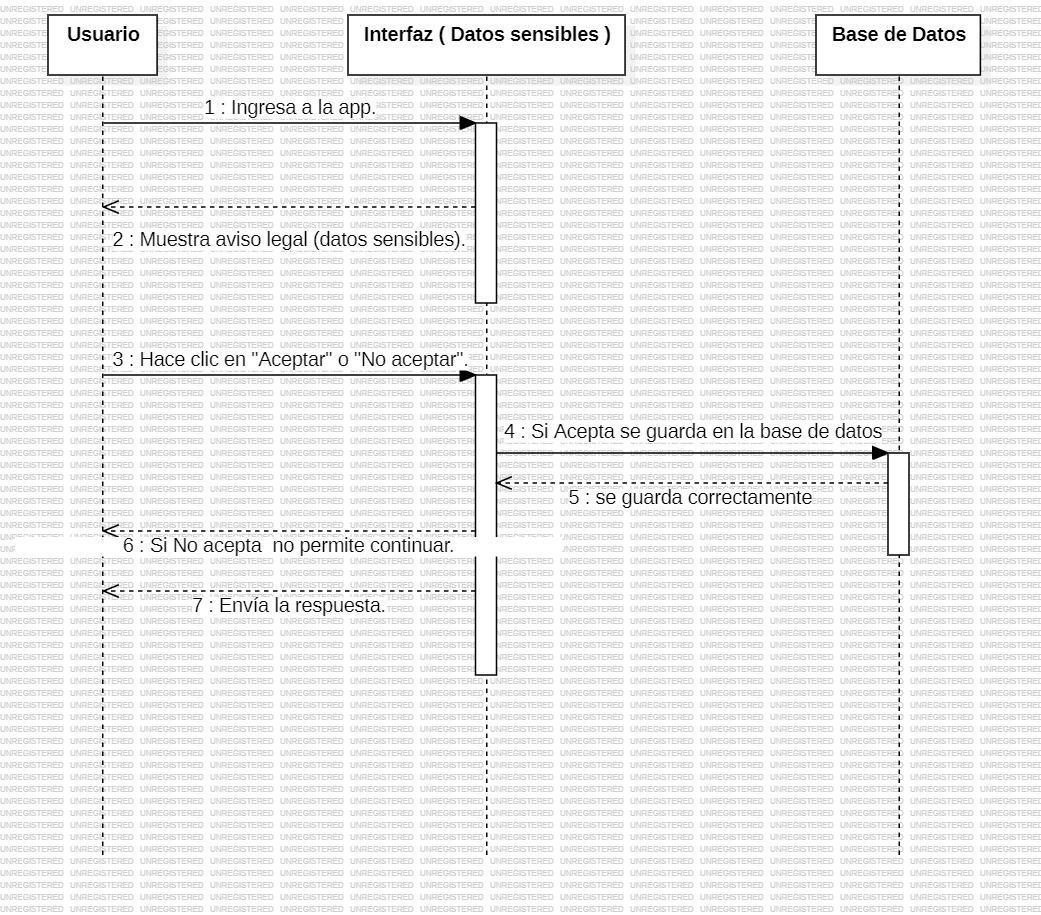 Usuario
Interfaz ( Datos sensibles )
Base de Datos
1 : Ingresa a la app.
2 : Muestra aviso legal (datos sensibles).
3 : Hace clic en "Aceptar" o "No aceptar".
4 : Si Acepta se guarda en la base de datos
5 : se guarda correctamente
6 : Si No acepta  no permite continuar.
7 : Envía la respuesta.
UNREGISTERED